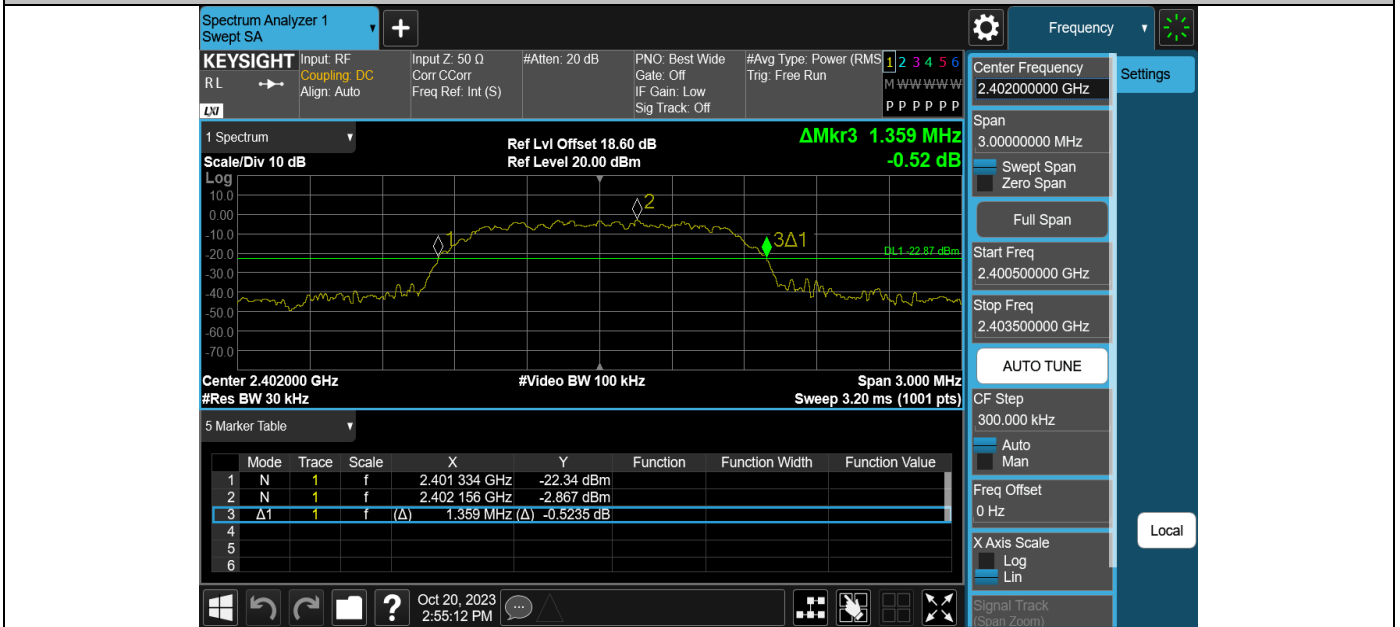 Spectrum Analyzer 1
Swept SA
+
Frequency
KEYSIGHT
RL
LXI
Input: RF
Coupling: DC
Align: Auto
Input Z: 50 Ω
Corr CCorr
Freq Ref: Int (S)
#Atten: 20 dB
PNO: Best Wide
Gate: Off
IF Gain: Low
Sig Track: Off
#Avg Type: Power (RMS
Trig: Free Run
1 2 3 4 5 6
M W W W W W
P P P P P P
1 Spectrum
Scale/Div 10 dB
Ref Lvl Offset 18.60 dB
Ref Level 20.00 dBm
ΔMkr3 1.359 MHz
-0.52 dB
Log
10.0
0.00
-10.0
-20.0
-30.0
-40.0
-50.0
-60.0
-70.0
1
2
3Δ1
DL1 -22.87 dBm
Center 2.402000 GHz
#Res BW 30 kHz
#Video BW 100 kHz
Span 3.000 MHz
Sweep 3.20 ms (1001 pts)
5 Marker Table
Mode Trace Scale X Y Function Function Width Function Value
1 N 1 f 2.401 334 GHz -22.34 dBm
2 N 1 f 2.402 156 GHz -2.867 dBm
3 Δ1 1 f (Δ) 1.359 MHz (Δ) -0.5235 dB
4
5
6
?
Oct 20, 2023
2:55:12 PM
Center Frequency
2.402000000 GHz
Settings
Span
3.00000000 MHz
Swept Span
Zero Span
Full Span
Start Freq
2.400500000 GHz
Stop Freq
2.403500000 GHz
AUTO TUNE
CF Step
300.000 kHz
Auto
Man
Freq Offset
0 Hz
X Axis Scale
Log
Lin
Signal Track
(Span Zoom)
Local